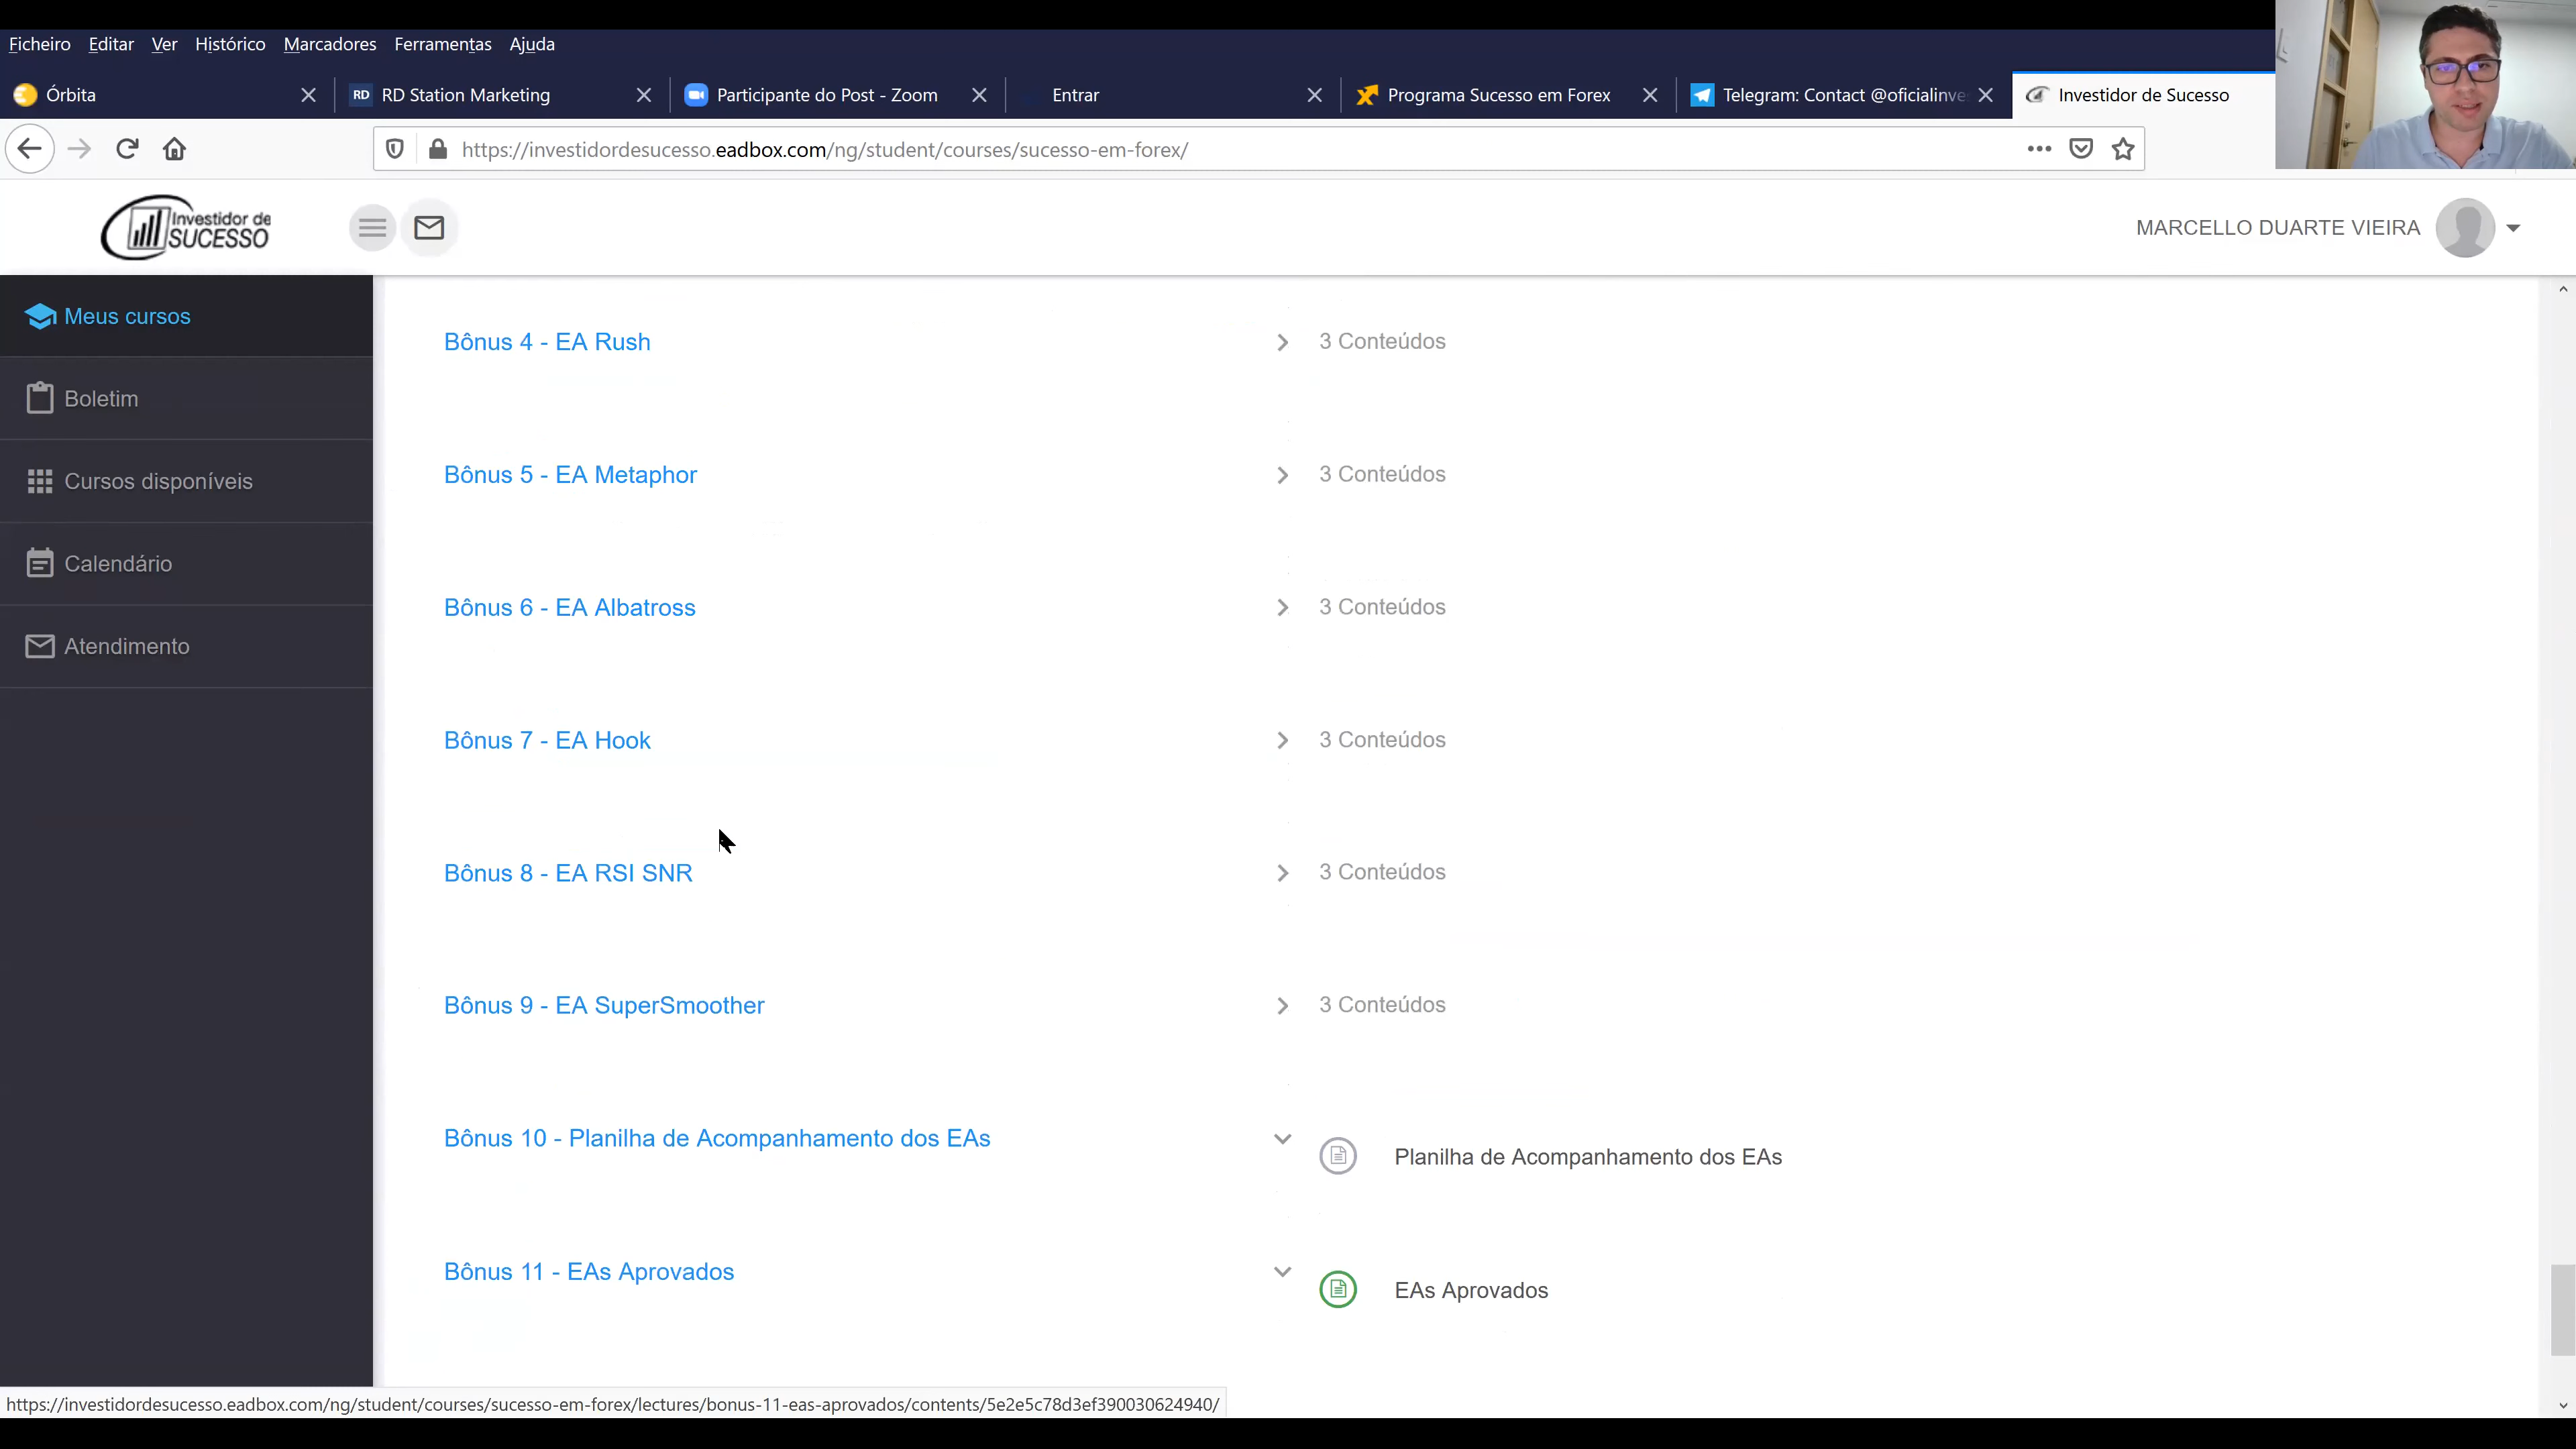 Ficheiro Editar Ver Histórico Marcadores Ferramentas Ajuda
Órbita
RD RD Station Marketing
Participante do Post - Zoom
Entrar
Programa Sucesso em Forex
Telegram: Contact @oficialinve
Investidor de Sucesso
https://investidordesucesso.eadbox.com/ng/student/courses/sucesso-em-forex/
Investidor de
SUCESSO
MARCELLO DUARTE VIEIRA
Meus cursos
Boletim
Cursos disponíveis
Calendário
Atendimento
Bônus 4 - EA Rush
3 Conteúdos
Bônus 5 - EA Metaphor
3 Conteúdos
Bônus 6 - EA Albatross
3 Conteúdos
Bônus 7 - EA Hook
3 Conteúdos
Bônus 8 - EA RSI SNR
3 Conteúdos
Bônus 9 - EA SuperSmoother
3 Conteúdos
Bônus 10 - Planilha de Acompanhamento dos EAs
Planilha de Acompanhamento dos EAs
Bônus 11 - EAs Aprovados
EAs Aprovados
https://investidordesucesso.eadbox.com/ng/student/courses/sucesso-em-forex/lectures/bonus-11-eas-aprovados/contents/5e2e5c78d3ef390030624940/